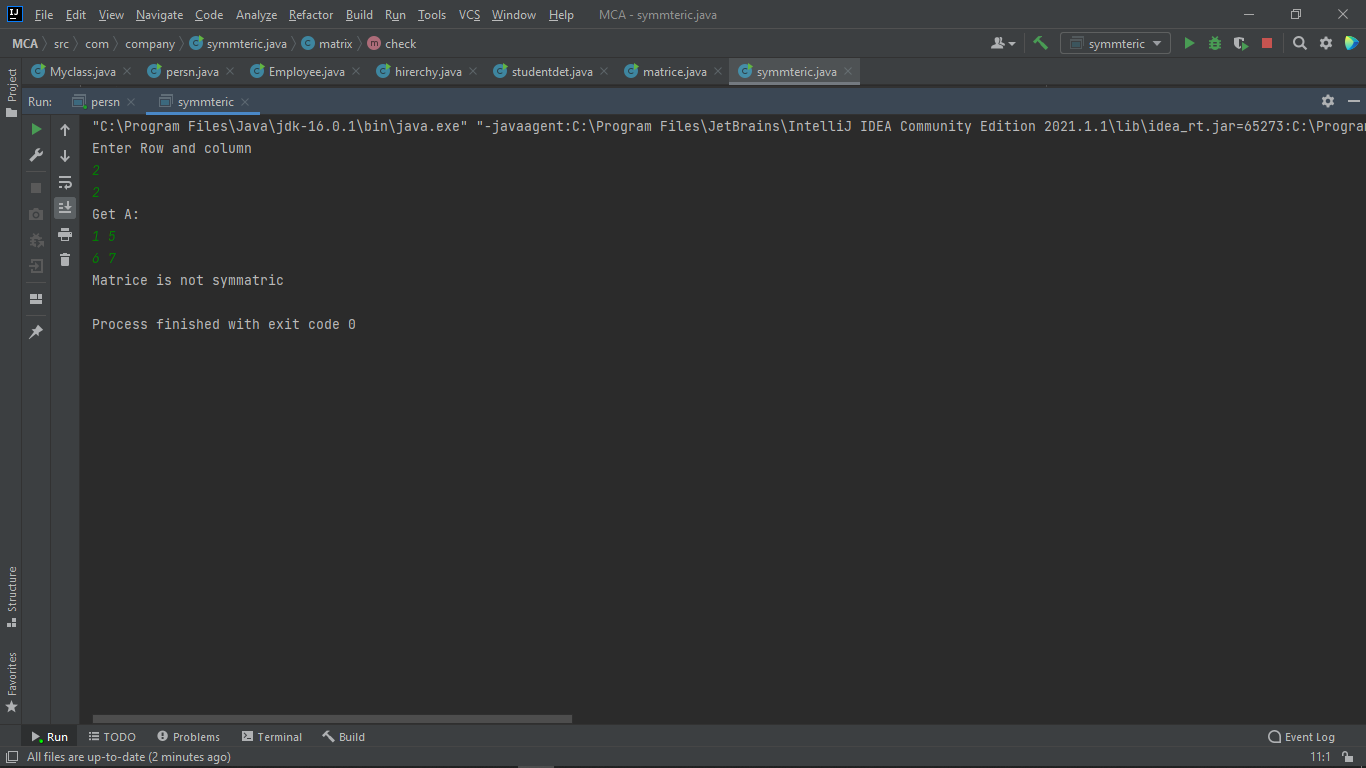 File Edit View Navigate Code Analyze Refactor Build Run Tools VCS Window Help MCA - symmteric.java
MCA src com company symmteric.java matrix m check symmteric
Project
Myclass.java persn.java Employee.java hirerchy.java studentdet.java matrice.java symmteric.java
Run: persn symmteric
"C:\Program Files\Java\jdk-16.0.1\bin\java.exe" "-javaagent:C:\Program Files\JetBrains\IntelliJ IDEA Community Edition 2021.1.1\lib\idea_rt.jar=65273:C:\Program
Enter Row and column
2
2
Get A:
1 5
6 7
Matrice is not symmatric
Process finished with exit code 0
Structure
Favorites
Run TODO Problems Terminal Build Event Log
All files are up-to-date (2 minutes ago) 11:1